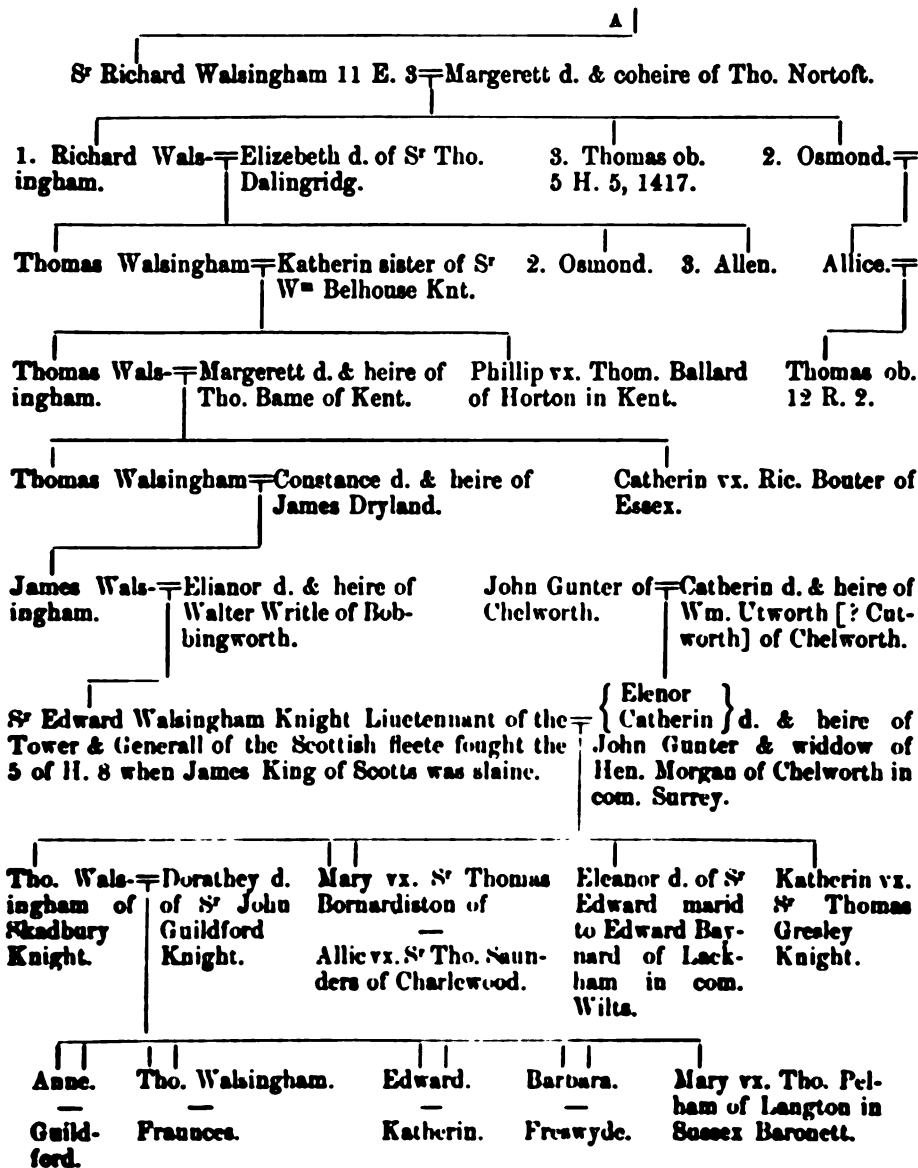 A
Sr Richard Walsingham 11 E. 3 = Margerett d. & coheire of Tho. Nortoft.
1. Richard Wals- = Elizebeth d. of Sr Tho. 3. Thomas ob. 2. Osmond. =
ingham. Dalingridg. 5 H. 5, 1417.
Thomas Walsingham = Katherin sister of Sr 2. Osmond. 3. Allen. Allice. =
Wm Belhouse Knt.
Thomas Wals- = Margerett d. & heire of Phillip vx. Thom. Ballard Thomas ob.
ingham. Tho. Bame of Kent. of Horton in Kent. 12 R. 2.
Thomas Walsingham = Constance d. & heire of Catherin vx. Ric. Bonter of
James Dryland. Essex.
James Wals- = Elianor d. & heire of John Gunter of = Catherin d. & heire of
ingham. Walter Writle of Bob- Chelworth. Wm. Utworth [? Cut-
bingworth. worth] of Chelworth.
Sr Edward Walsingham Knight Liuetennant of the = { Elenor Catherin } d. & heire of
Tower & Generall of the Scottish fleete fought the John Gunter & widdow of
5 of H. 8 when James King of Scotts was slaine. Hen. Morgan of Chelworth in
com. Surrey.
Tho. Wals- = Dorathey d. Mary vx. Sr Thomas Eleanor d. of Sr Katherin vx.
ingham of of Sr John Bornardiston of Edward marid Sr Thomas
Skadbury Guildford — to Edward Bay- Gresley
Knight. Knight. Allic vx. Sr Tho. Saun- nard of Lack- Knight.
ders of Charlewood. ham in com.
Wilts.
Anne. Tho. Walsingham. Edward. Barbara. Mary vx. Tho. Pel-
— — — — ham of Langton in
Guild- Fraunces. Katherin. Freswyde. Sussex Baronett.
ford.